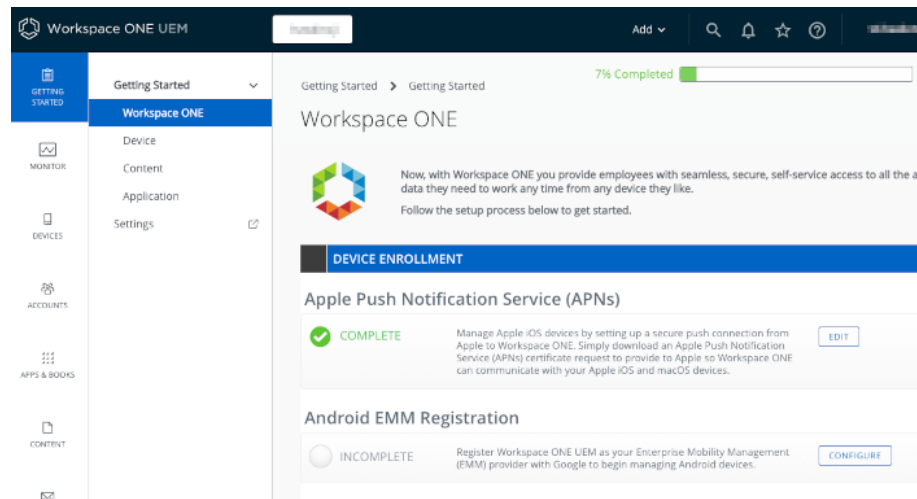 Workspace ONE UEM
Add
GETTING
STARTED
MONITOR
DEVICES
ACCOUNTS
APPS & BOOKS
CONTENT
Getting Started
Workspace ONE
Device
Content
Application
Settings
Getting Started > Getting Started
7% Completed
Workspace ONE
Now, with Workspace ONE you provide employees with seamless, secure, self-service access to all the a
data they need to work any time from any device they like.
Follow the setup process below to get started.
DEVICE ENROLLMENT
Apple Push Notification Service (APNs)
COMPLETE
Manage Apple iOS devices by setting up a secure push connection from
Apple to Workspace ONE. Simply download an Apple Push Notification
Service (APNs) certificate request to provide to Apple so Workspace ONE
can communicate with your Apple iOS and macOS devices.
EDIT
Android EMM Registration
INCOMPLETE
Register Workspace ONE UEM as your Enterprise Mobility Management
(EMM) provider with Google to begin managing Android devices.
CONFIGURE